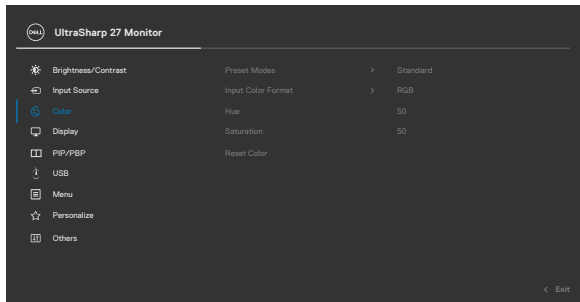 DELL UltraSharp 27 Monitor
Brightness/Contrast Preset Modes > Standard
Input Source Input Color Format > RGB
Color Hue 50
Display Saturation 50
PIP/PBP Reset Color
USB
Menu
Personalize
Others
< Exit